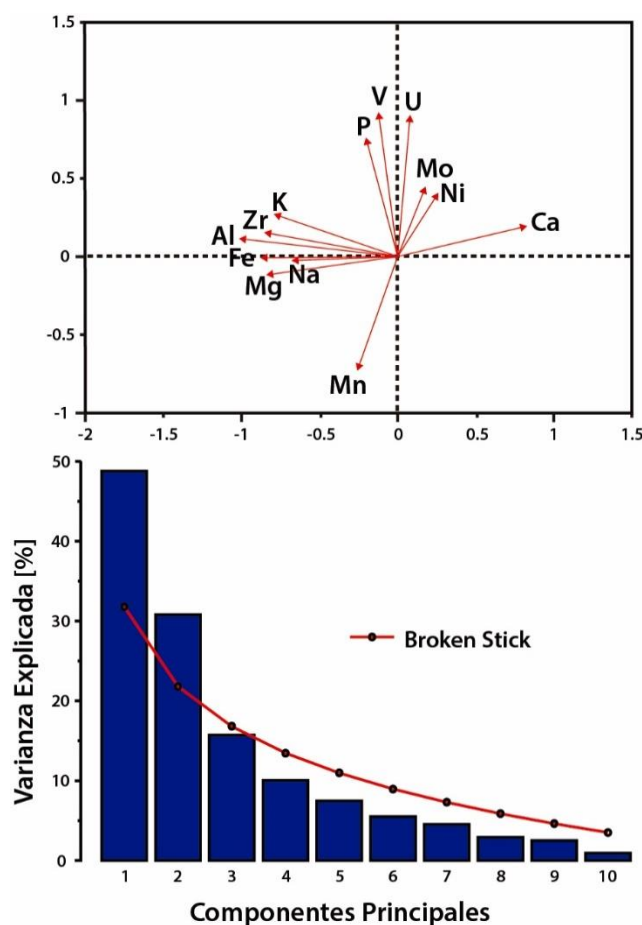 1.5
1
0.5
0
-0.5
-1
-2
-1.5
-1
-0.5
0
0.5
1
1.5
V
U
P
Mo
Ni
K
Zr
Al
Ca
Fe
Na
Mg
Mn
Varianza Explicada [%]
50
40
30
20
10
0
Broken Stick
1 2 3 4 5 6 7 8 9 10
Componentes Principales